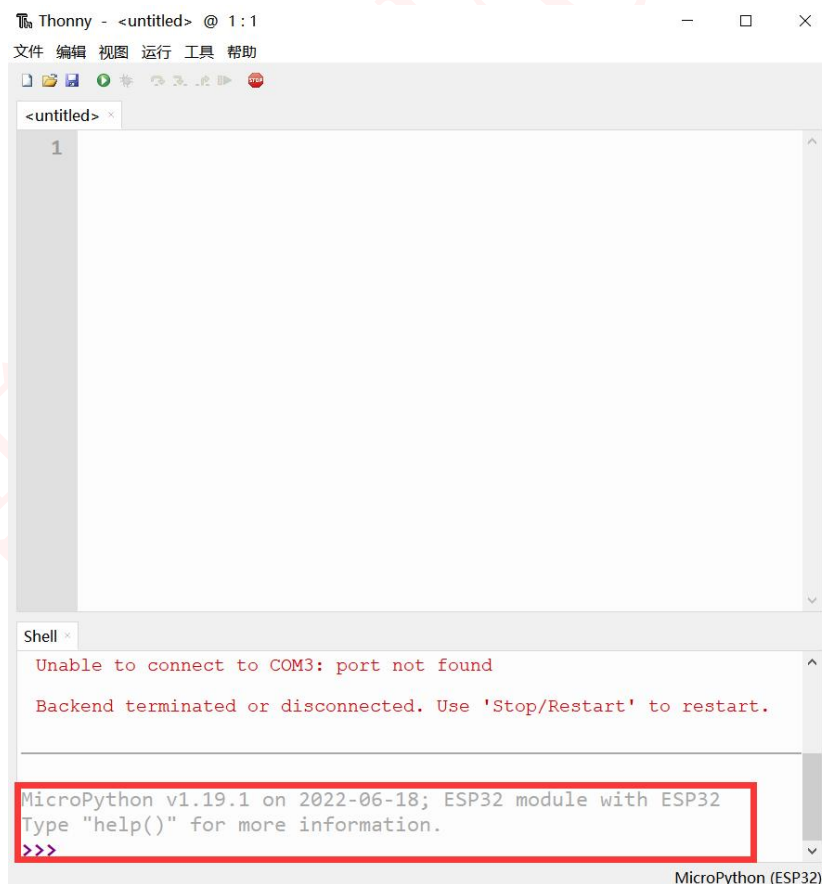 Thonny - <untitled> @ 1:1
文件 编辑 视图 运行 工具 帮助
STOP
<untitled> ×
1
Shell ×
Unable to connect to COM3: port not found
Backend terminated or disconnected. Use 'Stop/Restart' to restart.
MicroPython v1.19.1 on 2022-06-18; ESP32 module with ESP32
Type "help()" for more information.
>>>
MicroPython (ESP32)